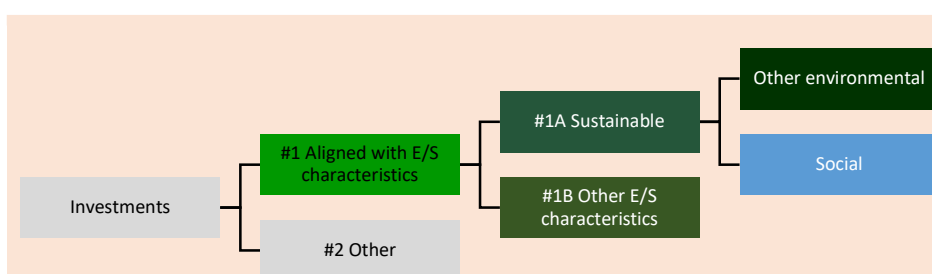 Investments
#1 Aligned with E/S
characteristics
#2 Other
#1A Sustainable
#1B Other E/S
characteristics
Other environmental
Social